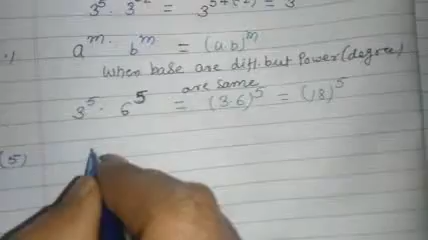 3⁵ · 3⁻² = 3⁵⁺⁽⁻²⁾ = 3
·) aᵐ · bᵐ = (a.b)ᵐ
When base are diff. but Power(degree)
are same
3⁵ · 6⁵ = (3·6)⁵ = (18)⁵
(5)